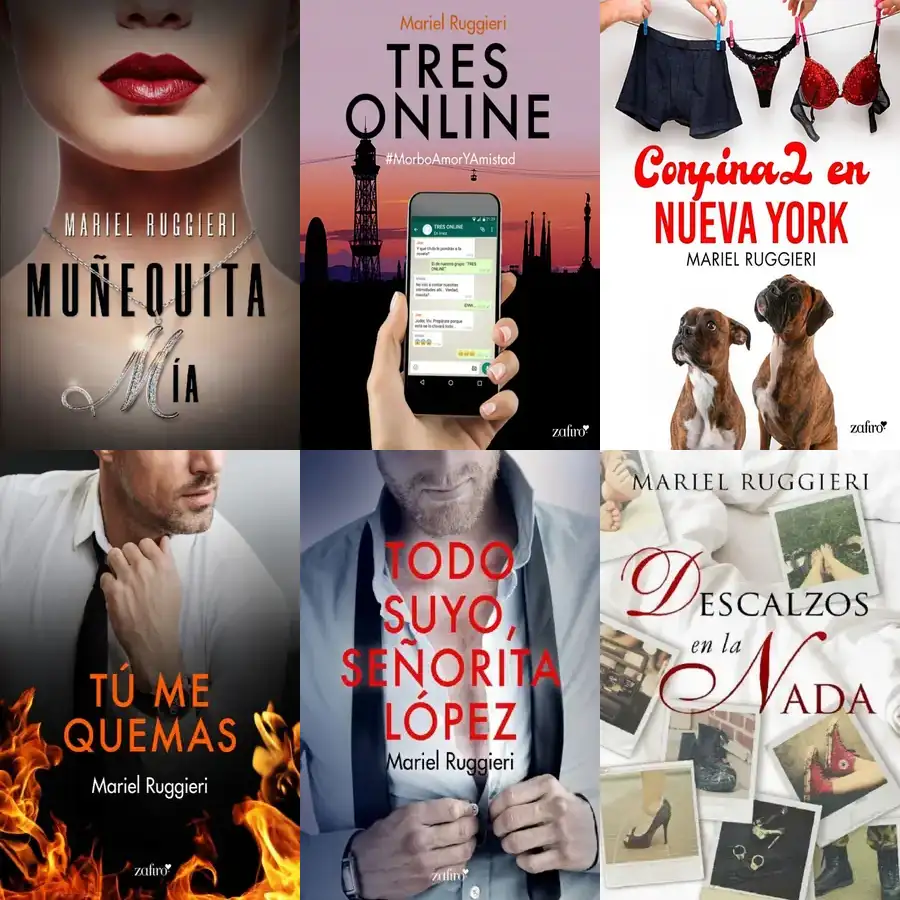 MARIEL RUGGIERI
MUÑEQUITA
MÍA
Mariel Ruggieri
TRES
ONLINE
#MorboAmorYAmistad
TRES ONLINE
zafiro
Confina2 en
NUEVA YORK
MARIEL RUGGIERI
zafiro
TÚ ME
QUEMAS
Mariel Ruggieri
zafiro
TODO
SUYO,
SEÑORITA
LÓPEZ
Mariel Ruggieri
zafiro
MARIEL RUGGIERI
DESCALZOS
en la
NADA